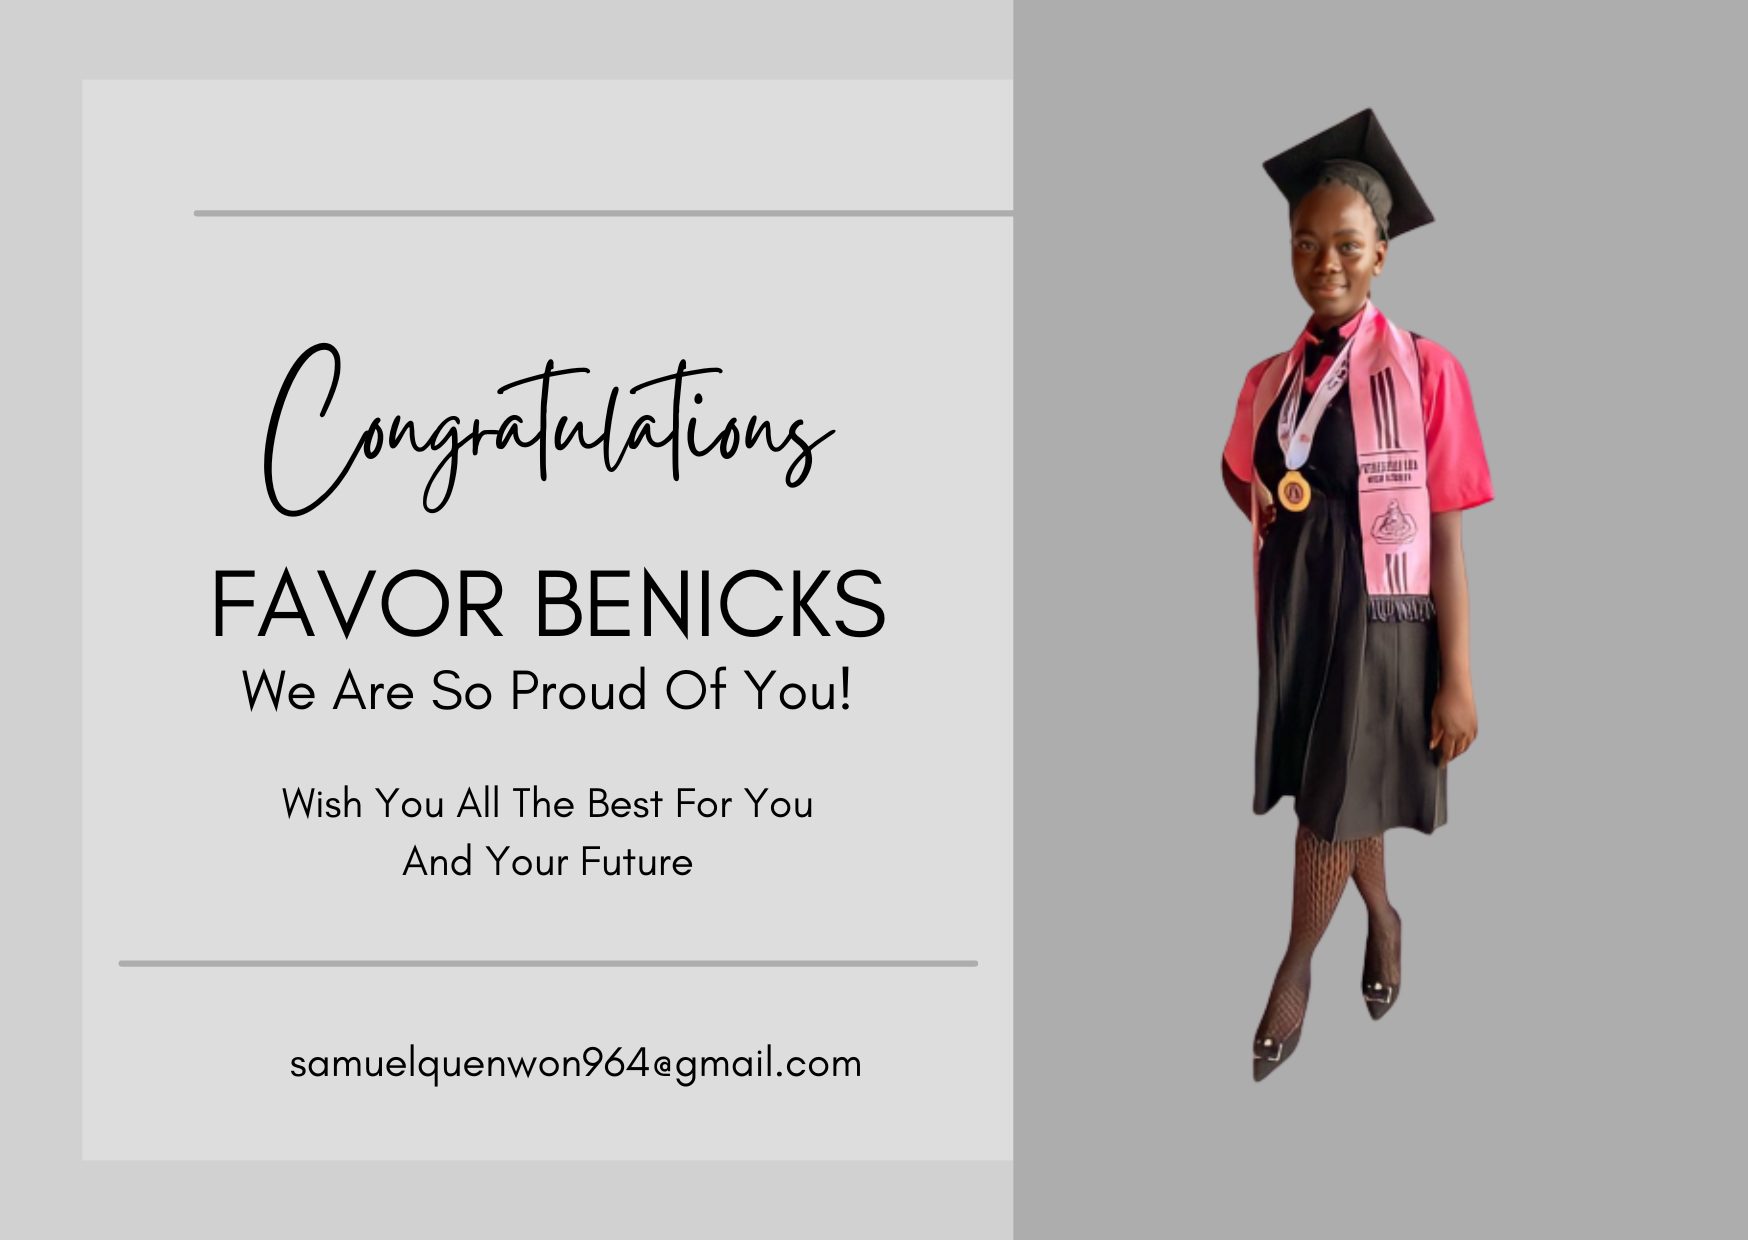 Congratulations
FAVOR BENICKS
We Are So Proud Of You!
Wish You All The Best For You
And Your Future
samuelquenwon964@gmail.com